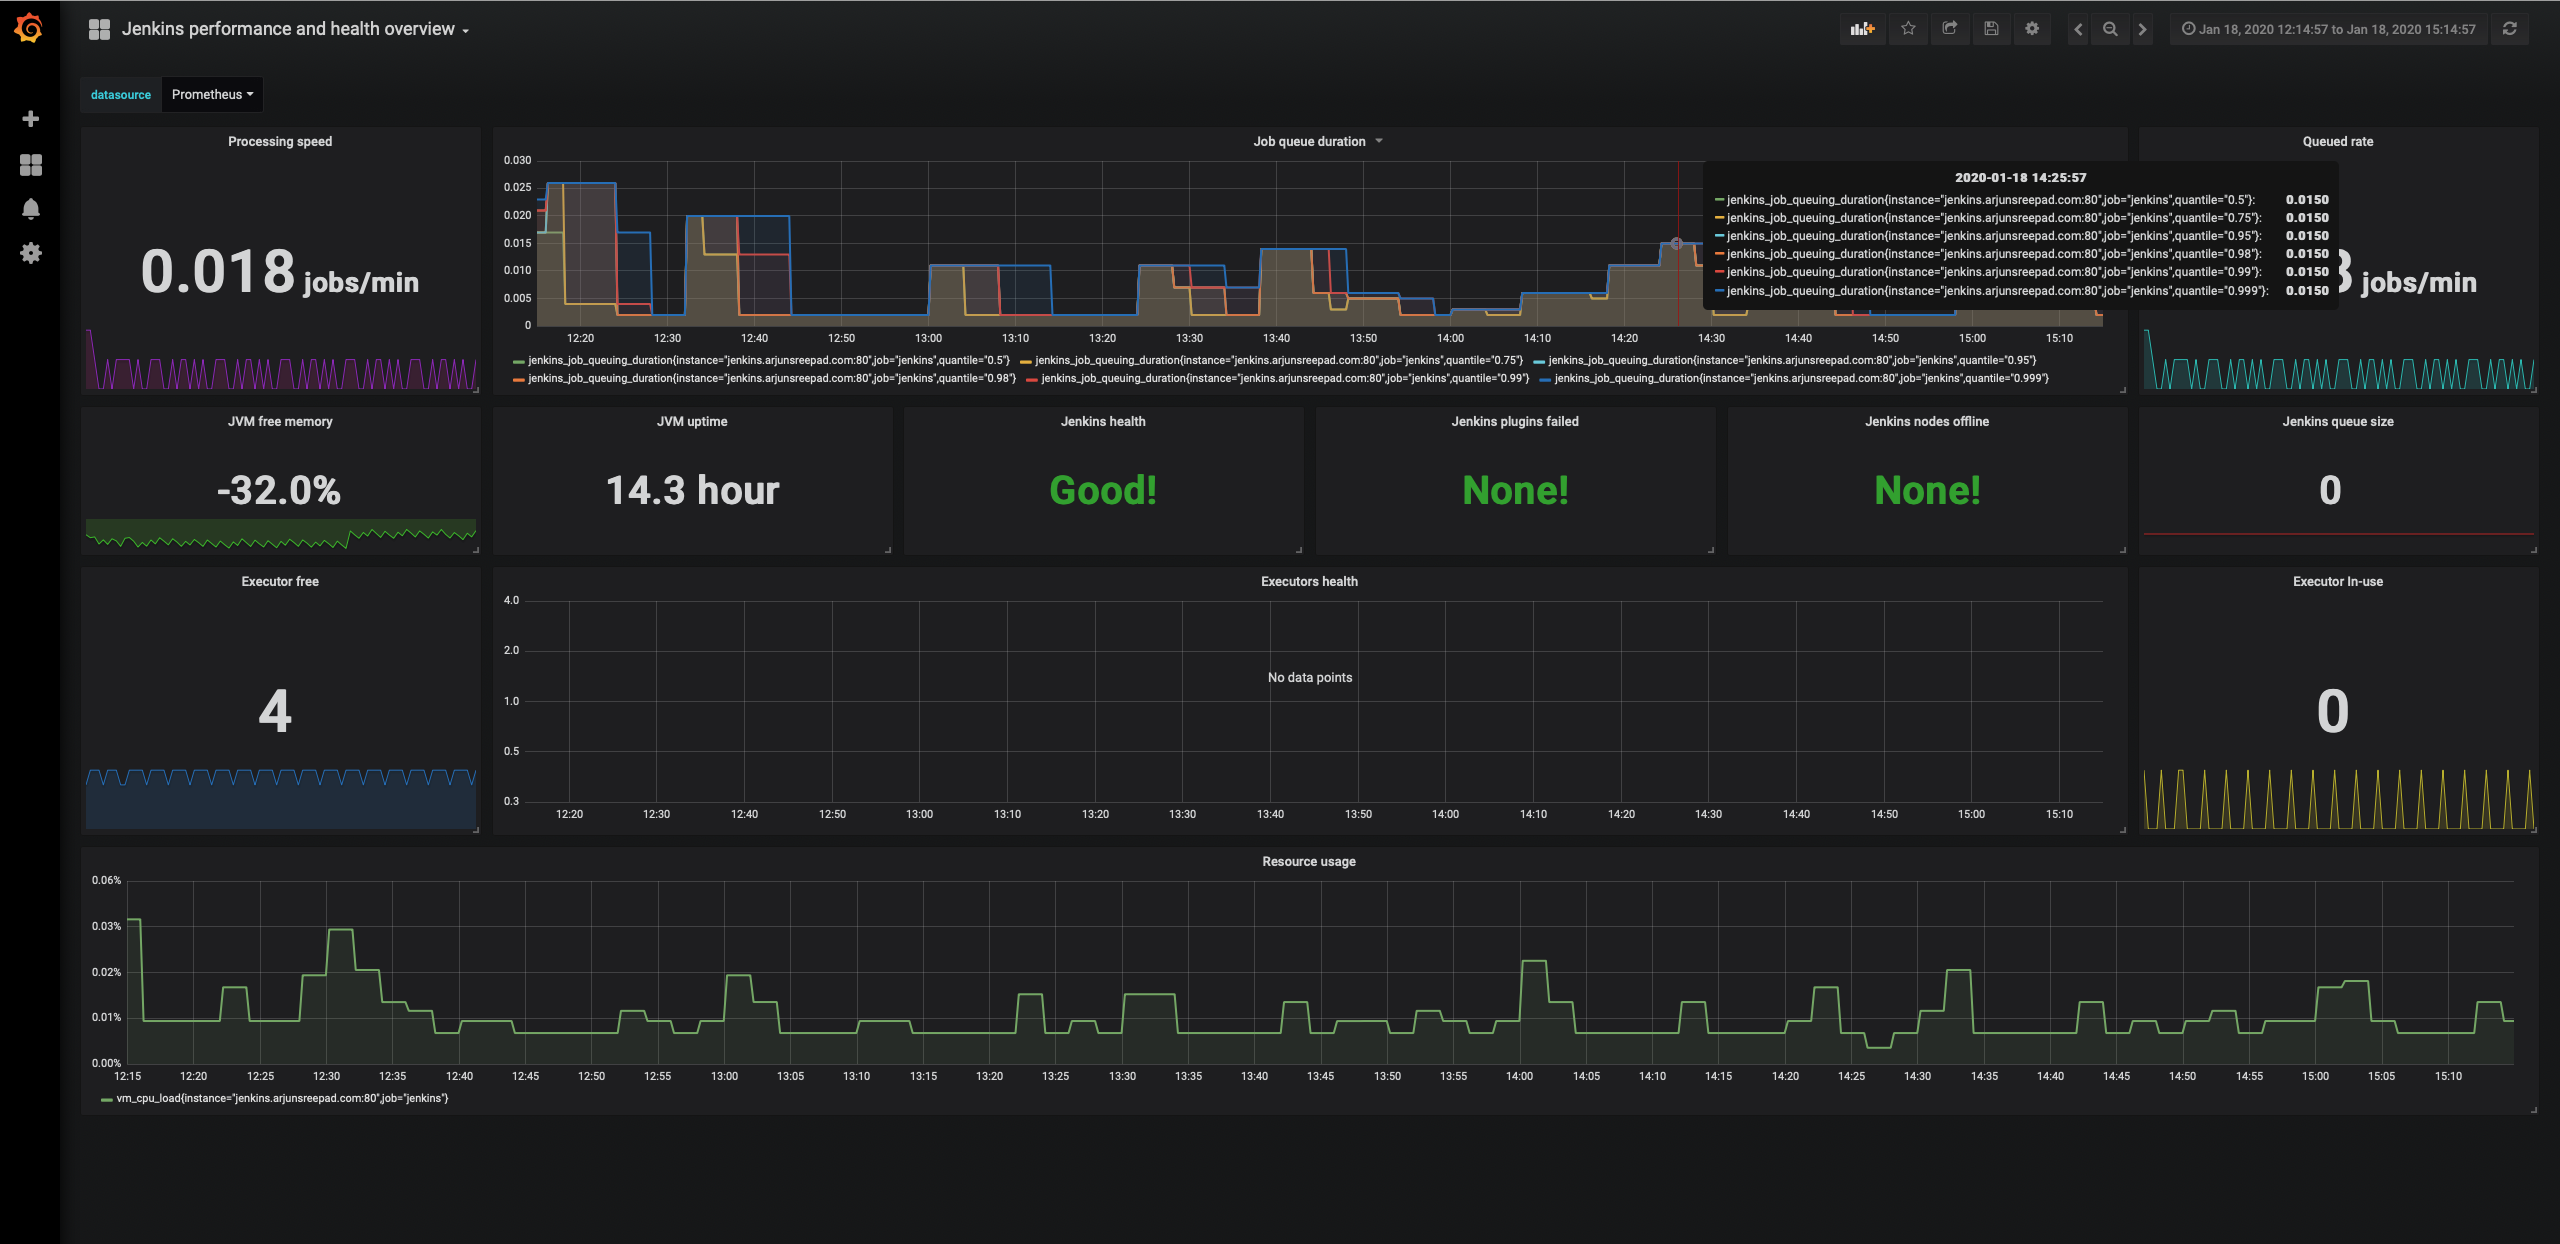 Jenkins performance and health overview
Jan 18, 2020 12:14:57 to Jan 18, 2020 15:14:57
datasource Prometheus
Processing speed
0.018 jobs/min
Job queue duration
0.030
0.025
0.020
0.015
0.010
0.005
0
12:20 12:30 12:40 12:50 13:00 13:10 13:20 13:30 13:40 13:50 14:00 14:10 14:20 14:30 14:40 14:50 15:00 15:10
jenkins_job_queuing_duration{instance="jenkins.arjunsreepad.com:80",job="jenkins",quantile="0.5"} jenkins_job_queuing_duration{instance="jenkins.arjunsreepad.com:80",job="jenkins",quantile="0.75"} jenkins_job_queuing_duration{instance="jenkins.arjunsreepad.com:80",job="jenkins",quantile="0.95"}
jenkins_job_queuing_duration{instance="jenkins.arjunsreepad.com:80",job="jenkins",quantile="0.98"} jenkins_job_queuing_duration{instance="jenkins.arjunsreepad.com:80",job="jenkins",quantile="0.99"} jenkins_job_queuing_duration{instance="jenkins.arjunsreepad.com:80",job="jenkins",quantile="0.999"}
2020-01-18 14:25:57
jenkins_job_queuing_duration{instance="jenkins.arjunsreepad.com:80",job="jenkins",quantile="0.5"}: 0.0150
jenkins_job_queuing_duration{instance="jenkins.arjunsreepad.com:80",job="jenkins",quantile="0.75"}: 0.0150
jenkins_job_queuing_duration{instance="jenkins.arjunsreepad.com:80",job="jenkins",quantile="0.95"}: 0.0150
jenkins_job_queuing_duration{instance="jenkins.arjunsreepad.com:80",job="jenkins",quantile="0.98"}: 0.0150
jenkins_job_queuing_duration{instance="jenkins.arjunsreepad.com:80",job="jenkins",quantile="0.99"}: 0.0150
jenkins_job_queuing_duration{instance="jenkins.arjunsreepad.com:80",job="jenkins",quantile="0.999"}: 0.0150
Queued rate
jobs/min
JVM free memory
-32.0%
JVM uptime
14.3 hour
Jenkins health
Good!
Jenkins plugins failed
None!
Jenkins nodes offline
None!
Jenkins queue size
0
Executor free
4
Executors health
4.0
2.0
1.0
0.5
0.3
No data points
12:20 12:30 12:40 12:50 13:00 13:10 13:20 13:30 13:40 13:50 14:00 14:10 14:20 14:30 14:40 14:50 15:00 15:10
Executor In-use
0
Resource usage
0.06%
0.03%
0.02%
0.01%
0.00%
12:15 12:20 12:25 12:30 12:35 12:40 12:45 12:50 12:55 13:00 13:05 13:10 13:15 13:20 13:25 13:30 13:35 13:40 13:45 13:50 13:55 14:00 14:05 14:10 14:15 14:20 14:25 14:30 14:35 14:40 14:45 14:50 14:55 15:00 15:05 15:10
vm_cpu_load{instance="jenkins.arjunsreepad.com:80",job="jenkins"}